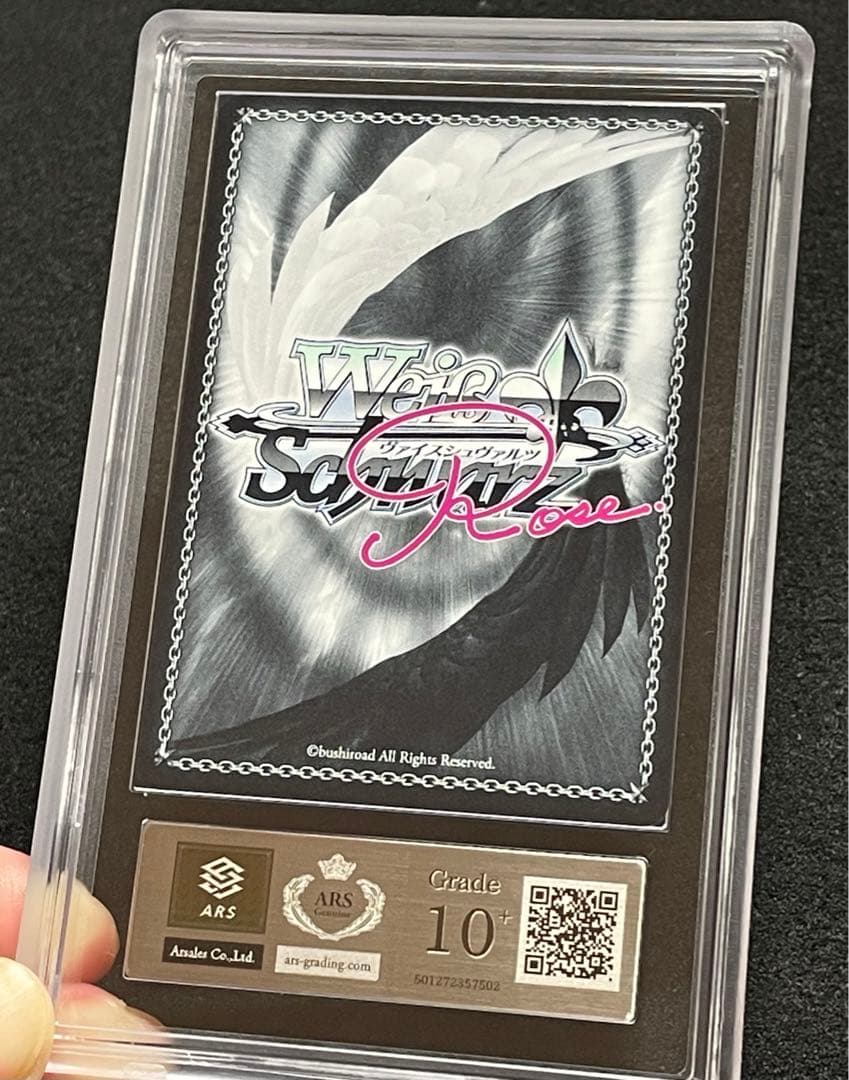 Weiß
ヴァイスシュヴァルツ
Schwarz
Rose.
©bushiroad All Rights Reserved.
ARS
Arsales Co.,Ltd.
ARS
Genuine
ars-grading.com
Grade
10+
501272357502